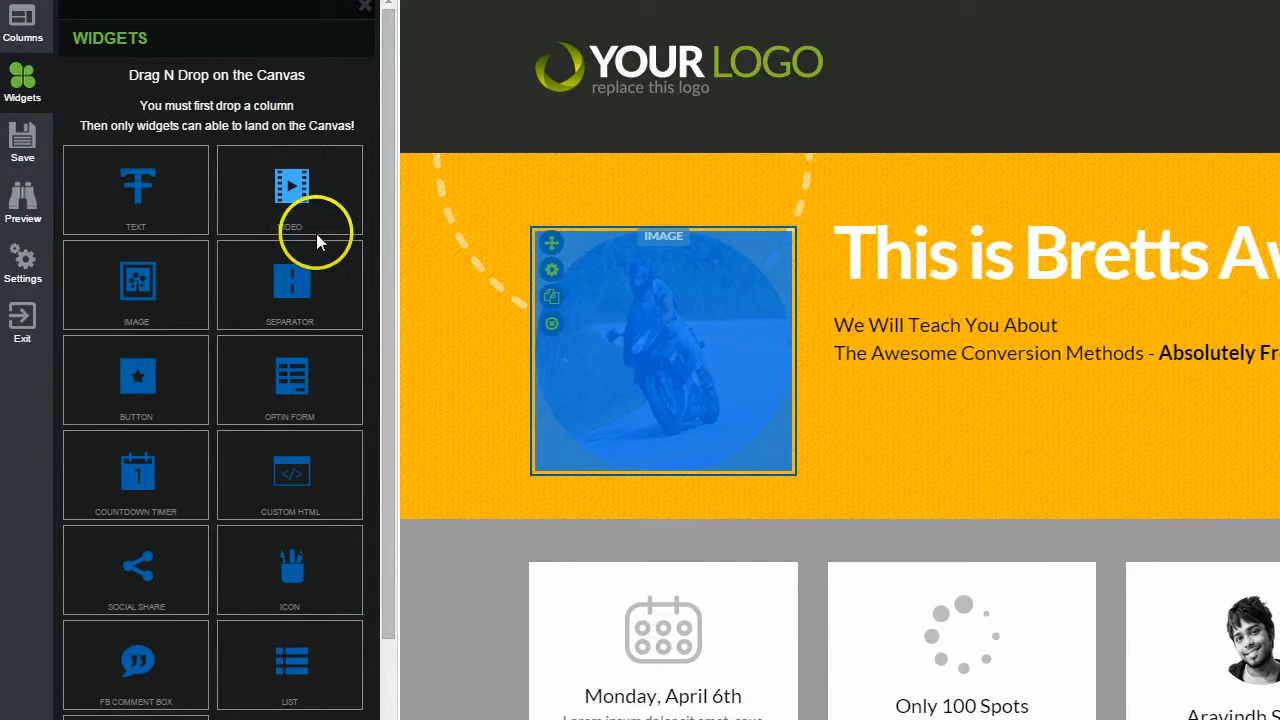 Columns
Widgets
Save
Preview
Settings
Exit
WIDGETS
Drag N Drop on the Canvas
You must first drop a column
Then only widgets can able to land on the Canvas!
TEXT
VIDEO
IMAGE
SEPARATOR
BUTTON
OPTIN FORM
1
COUNTDOWN TIMER
</>
CUSTOM HTML
SOCIAL SHARE
ICON
FB COMMENT BOX
LIST
YOUR LOGO
replace this logo
IMAGE
This is Bretts Aw
We Will Teach You About
The Awesome Conversion Methods - Absolutely Fr
Monday, April 6th
Only 100 Spots
Aravindh S